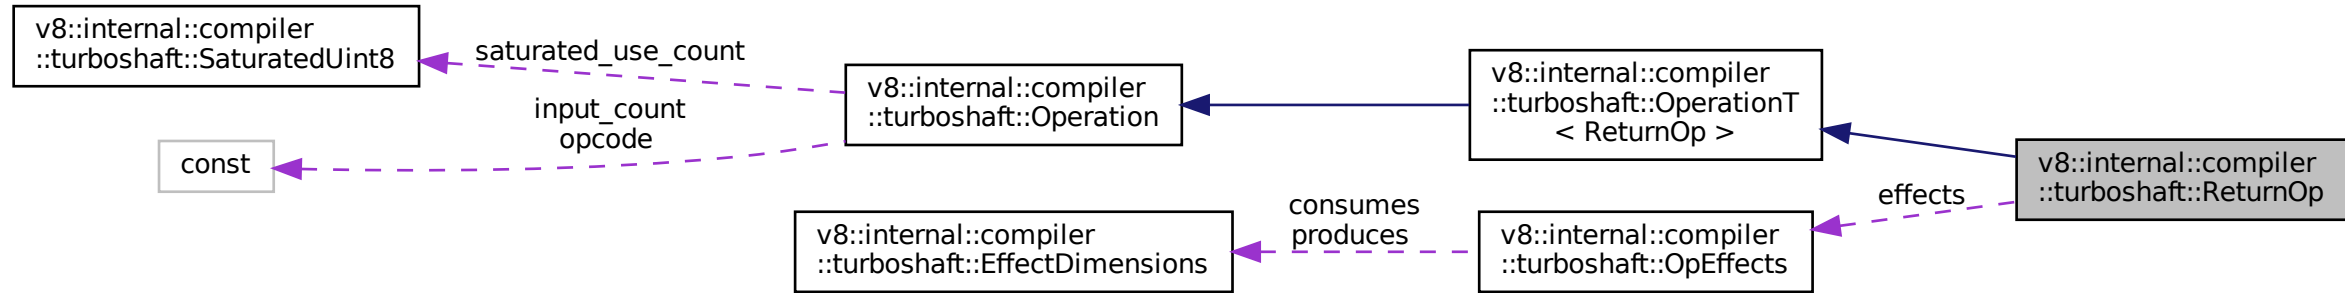 v8::internal::compiler
::turboshaft::SaturatedUint8
saturated_use_count
input_count
opcode
const
v8::internal::compiler
::turboshaft::Operation
v8::internal::compiler
::turboshaft::OperationT
< ReturnOp >
v8::internal::compiler
::turboshaft::ReturnOp
effects
v8::internal::compiler
::turboshaft::OpEffects
consumes
produces
v8::internal::compiler
::turboshaft::EffectDimensions